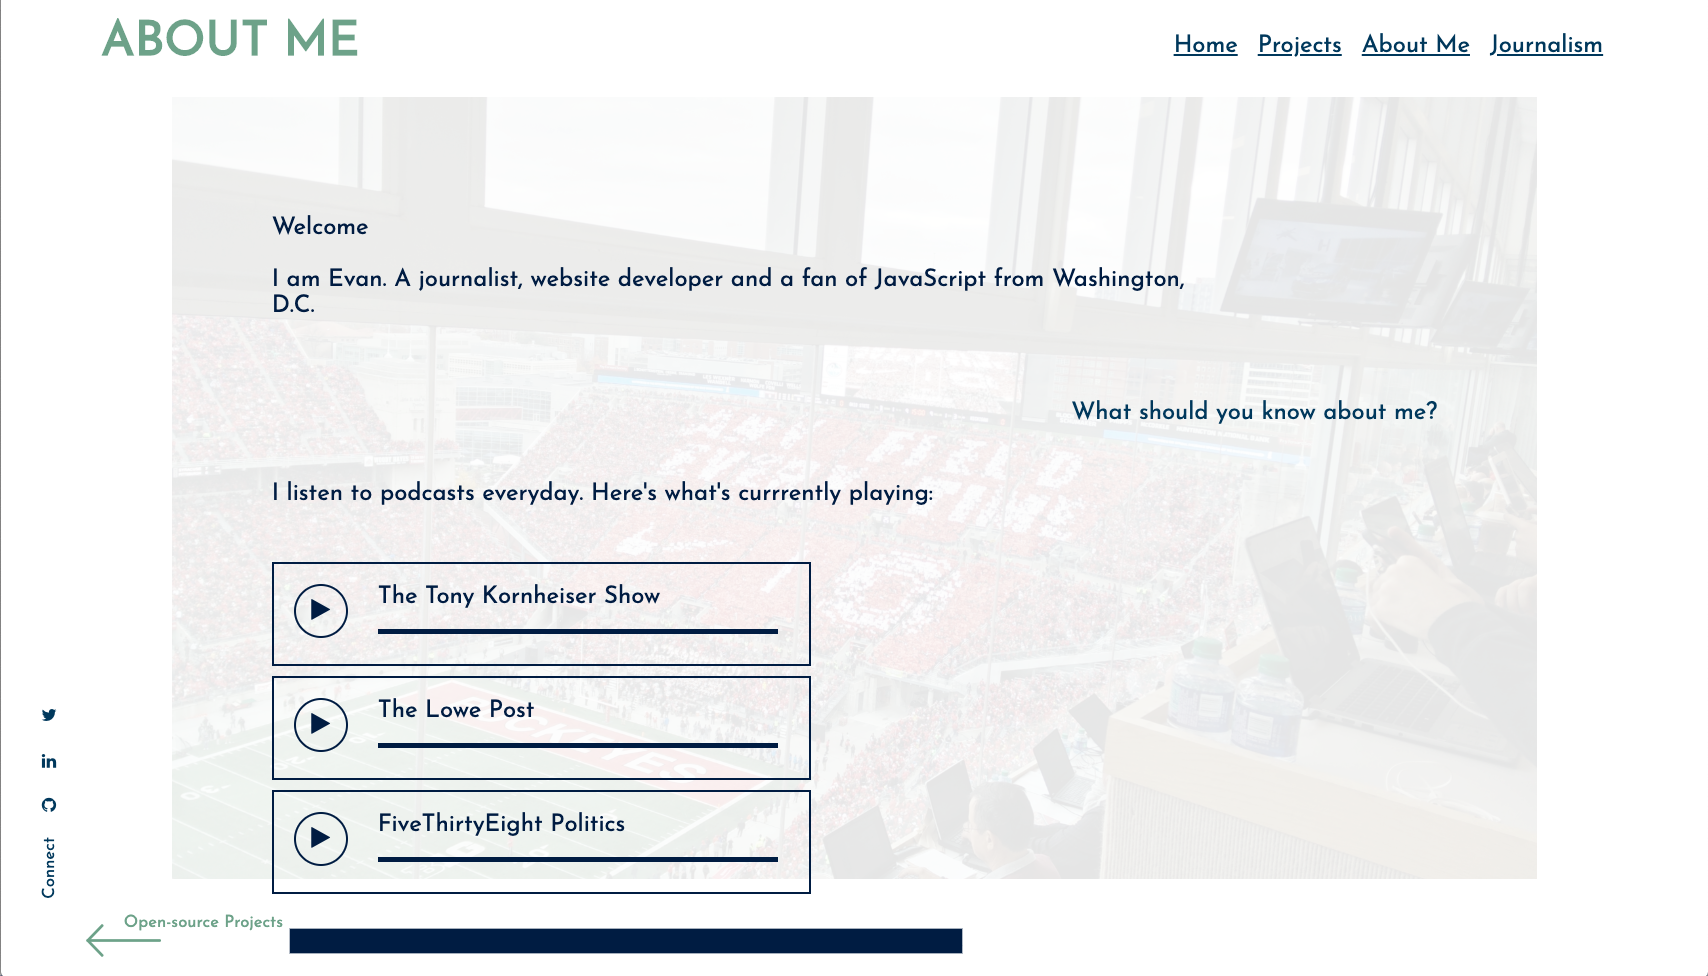 ABOUT ME
Home Projects About Me Journalism
Welcome
I am Evan. A journalist, website developer and a fan of JavaScript from Washington,
D.C.
What should you know about me?
I listen to podcasts everyday. Here's what's currrently playing:
The Tony Kornheiser Show
The Lowe Post
FiveThirtyEight Politics
Connect
Open-source Projects